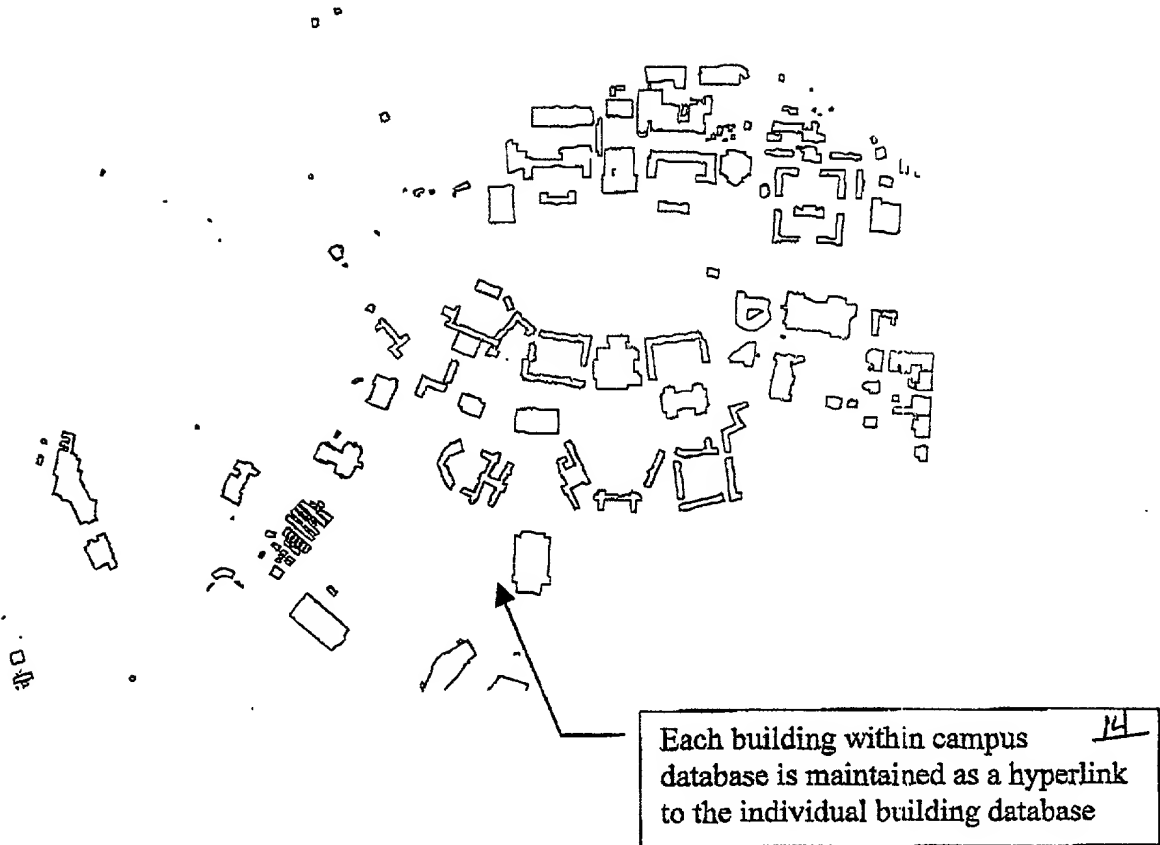 14
Each building within campus
database is maintained as a hyperlink
to the individual building database